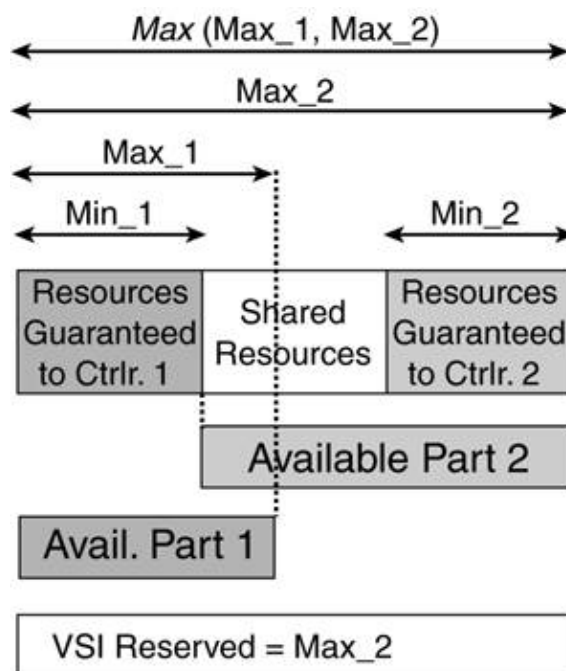 Max (Max_1, Max_2)
Max_2
Max_1
Min_1
Min_2
Resources
Guaranteed
to Ctrlr. 1
Shared
Resources
Resources
Guaranteed
to Ctrlr. 2
Available Part 2
Avail. Part 1
VSI Reserved = Max_2